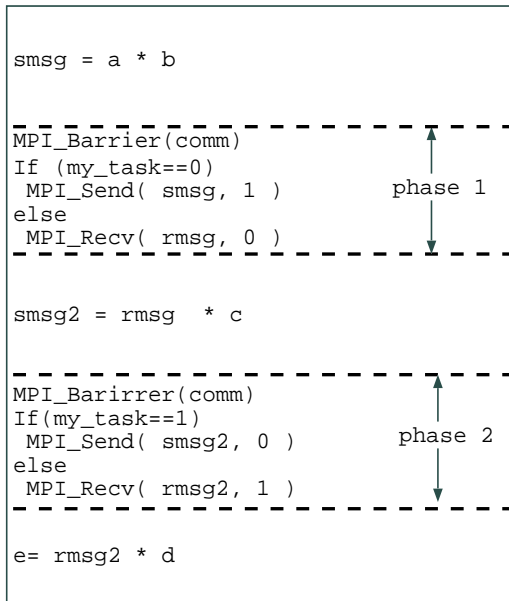 smsg = a * b
MPI_Barrier(comm)
If (my_task==0)
MPI_Send( smsg, 1 )
phase 1
else
MPI_Recv( rmsg, 0 )
smsg2 = rmsg * c
MPI_Barirrer(comm)
If(my_task==1)
MPI_Send( smsg2, 0 )
phase 2
else
MPI_Recv( rmsg2, 1 )
e= rmsg2 * d